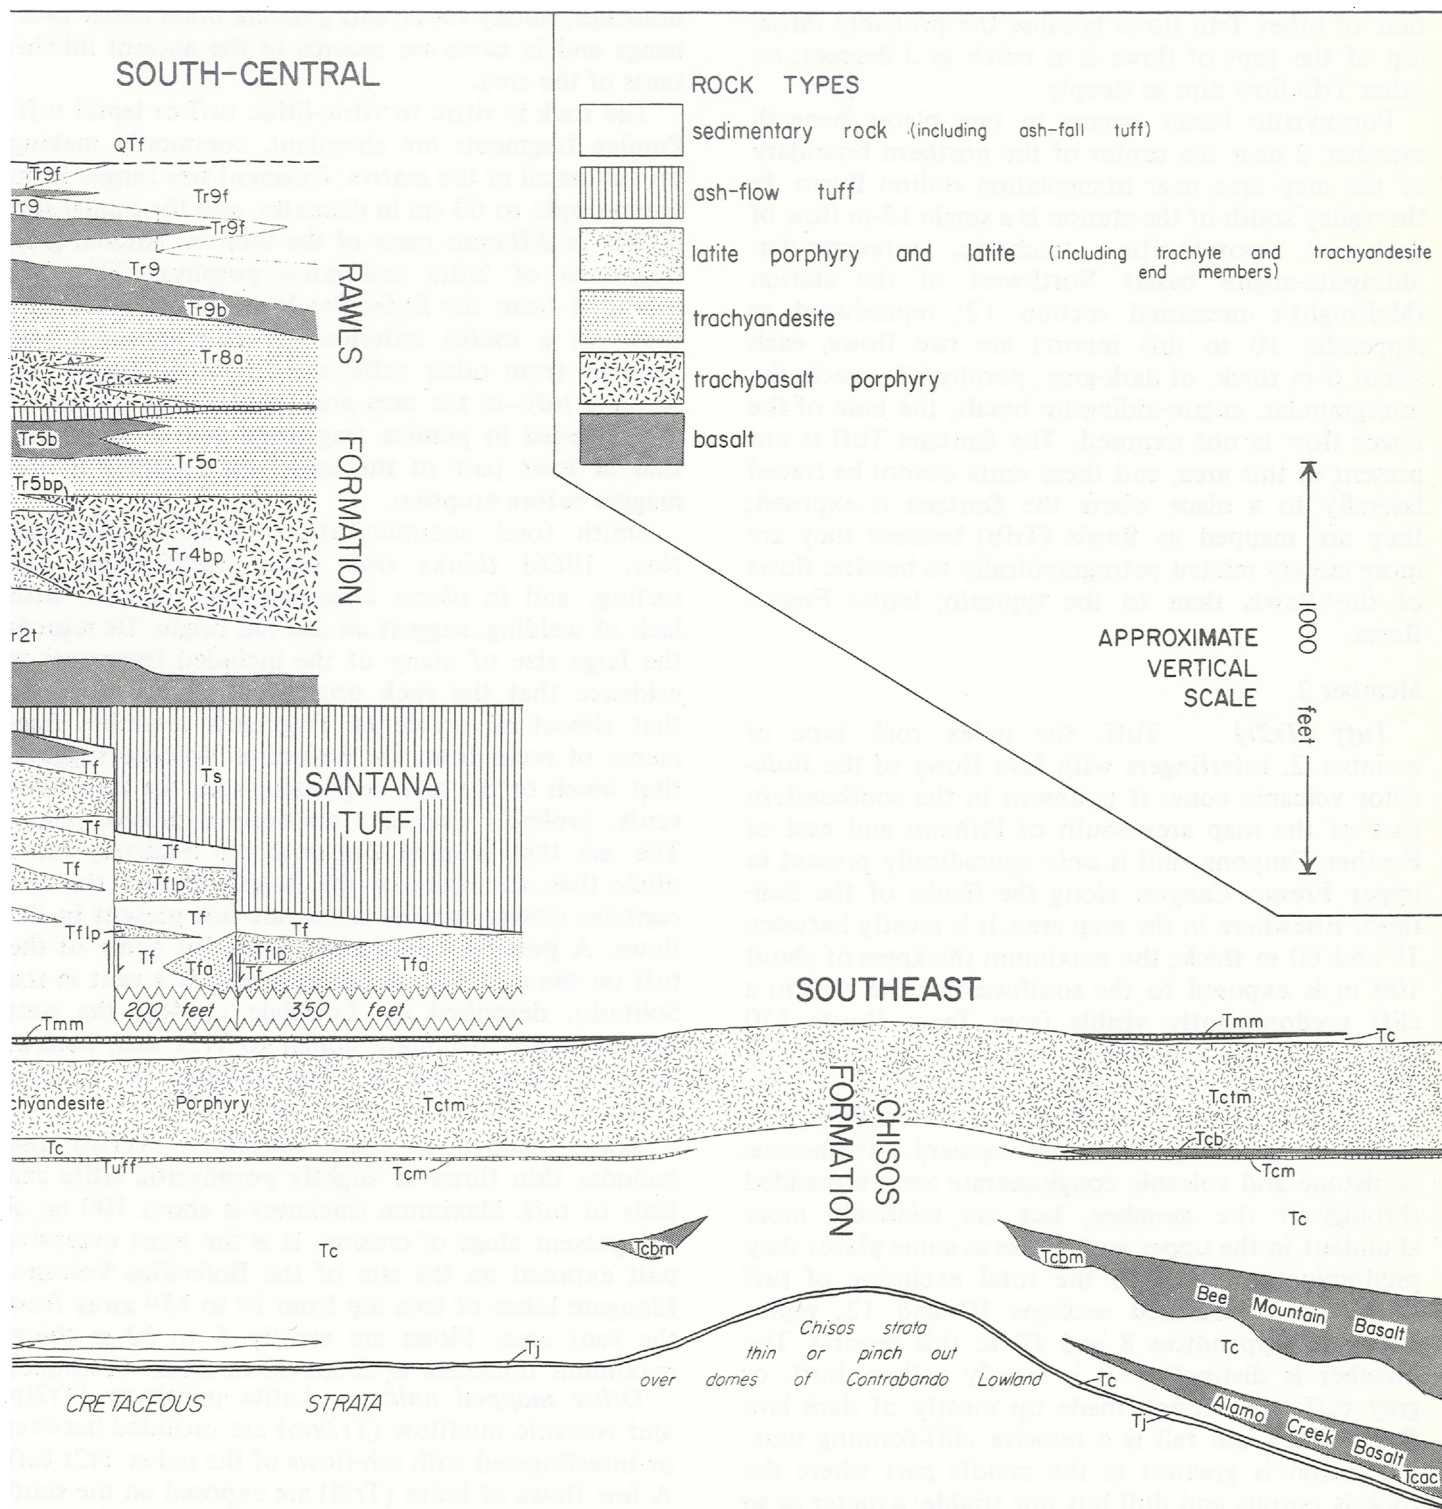 SOUTH-CENTRAL
QTf
Tr9f
Tr9f
Tr9
Tr9f
Tr9
Tr9b
Tr8a
Tr5b
Tr5a
Tr5bp
Tr4bp
r2t
RAWLS FORMATION
ROCK TYPES
sedimentary rock (including ash-fall tuff)
ash-flow tuff
latite porphyry and latite (including trachyte and trachyandesite
end members)
trachyandesite
trachybasalt porphyry
basalt
APPROXIMATE
VERTICAL
SCALE
1000 feet
Tf
Ts
SANTANA
TUFF
Tf
Tf
Tf
Tflp
Tf
Tf
Tflp
Tf
Tflp
Tfa
Tf
Tfa
200 feet
350 feet
SOUTHEAST
Tmm
Tmm
Tc
chyandesite Porphyry
Tctm
CHISOS
FORMATION
Tc
Tuff
Tcm
Tcb
Tcm
Tc
Tc
Tcbm
Tcbm
Bee Mountain Basalt
Tc
Chisos strata
thin or pinch out
over domes of Contrabando Lowland
Tj
Tc
Tj
Alamo Creek Basalt
Tcac
CRETACEOUS STRATA